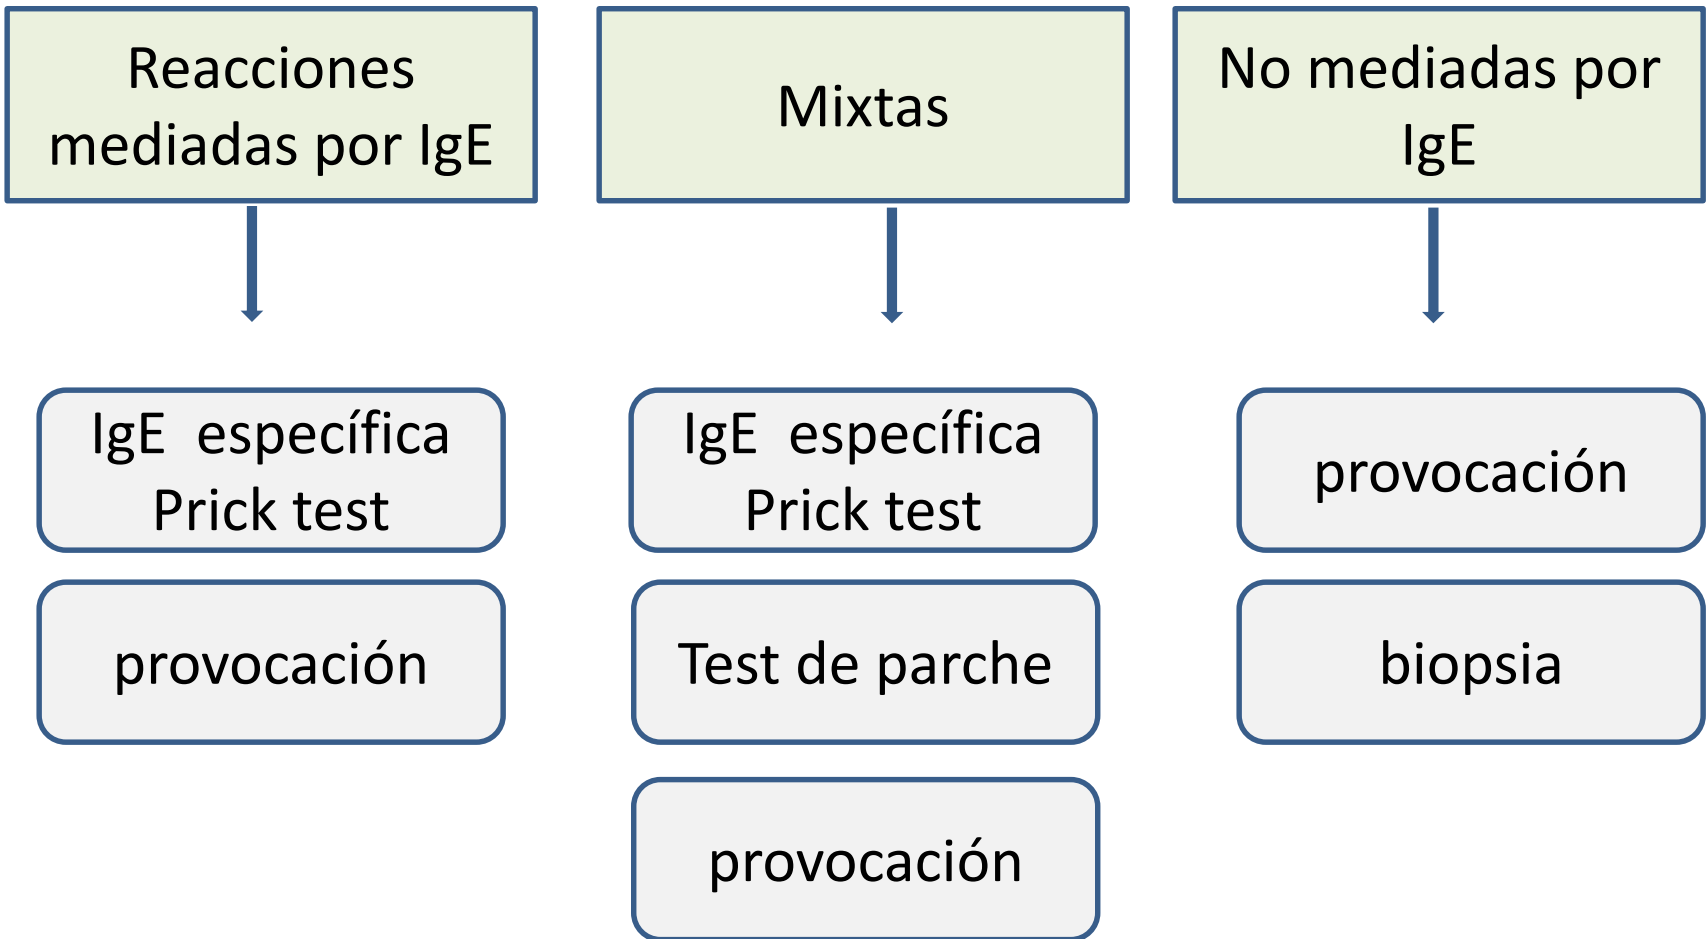 Reacciones
mediadas por IgE
IgE  específica
Prick test
provocación
Mixtas
IgE  específica
Prick test
Test de parche
provocación
No mediadas por
IgE
provocación
biopsia